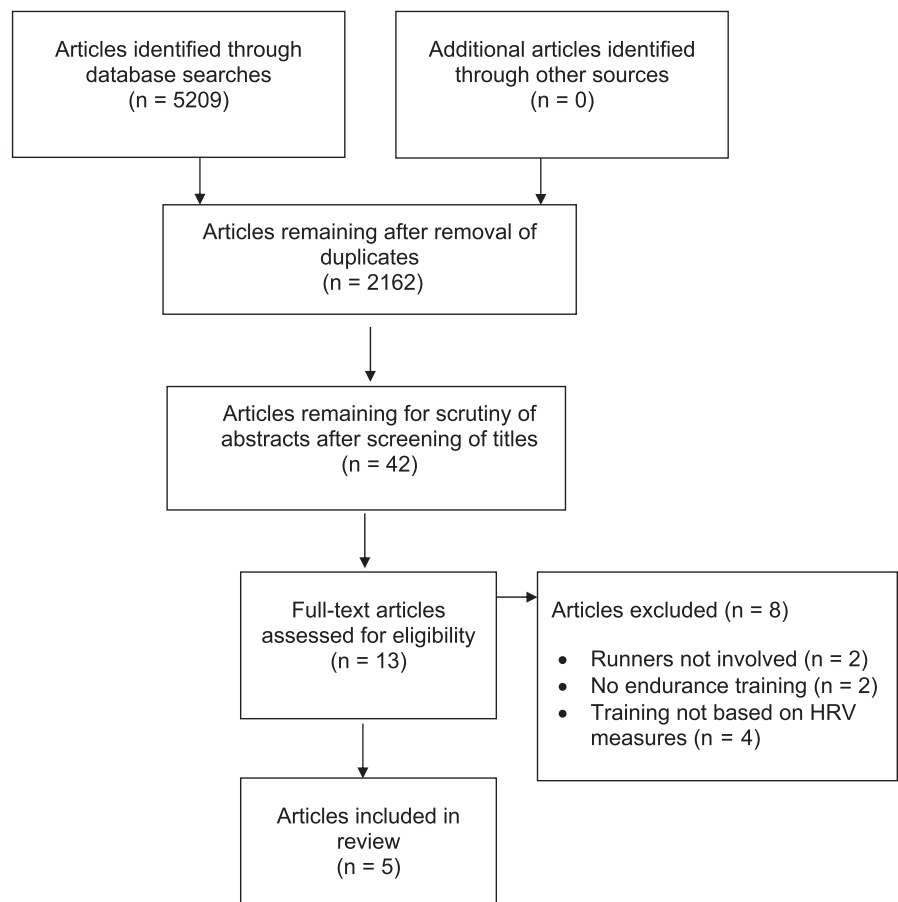 Articles identified through
database searches
(n = 5209)
Additional articles identified
through other sources
(n = 0)
Articles remaining after removal of
duplicates
(n = 2162)
Articles remaining for scrutiny of
abstracts after screening of titles
(n = 42)
Full-text articles
assessed for eligibility
(n = 13)
Articles excluded (n = 8)
• Runners not involved (n = 2)
• No endurance training (n = 2)
• Training not based on HRV
measures (n = 4)
Articles included in
review
(n = 5)